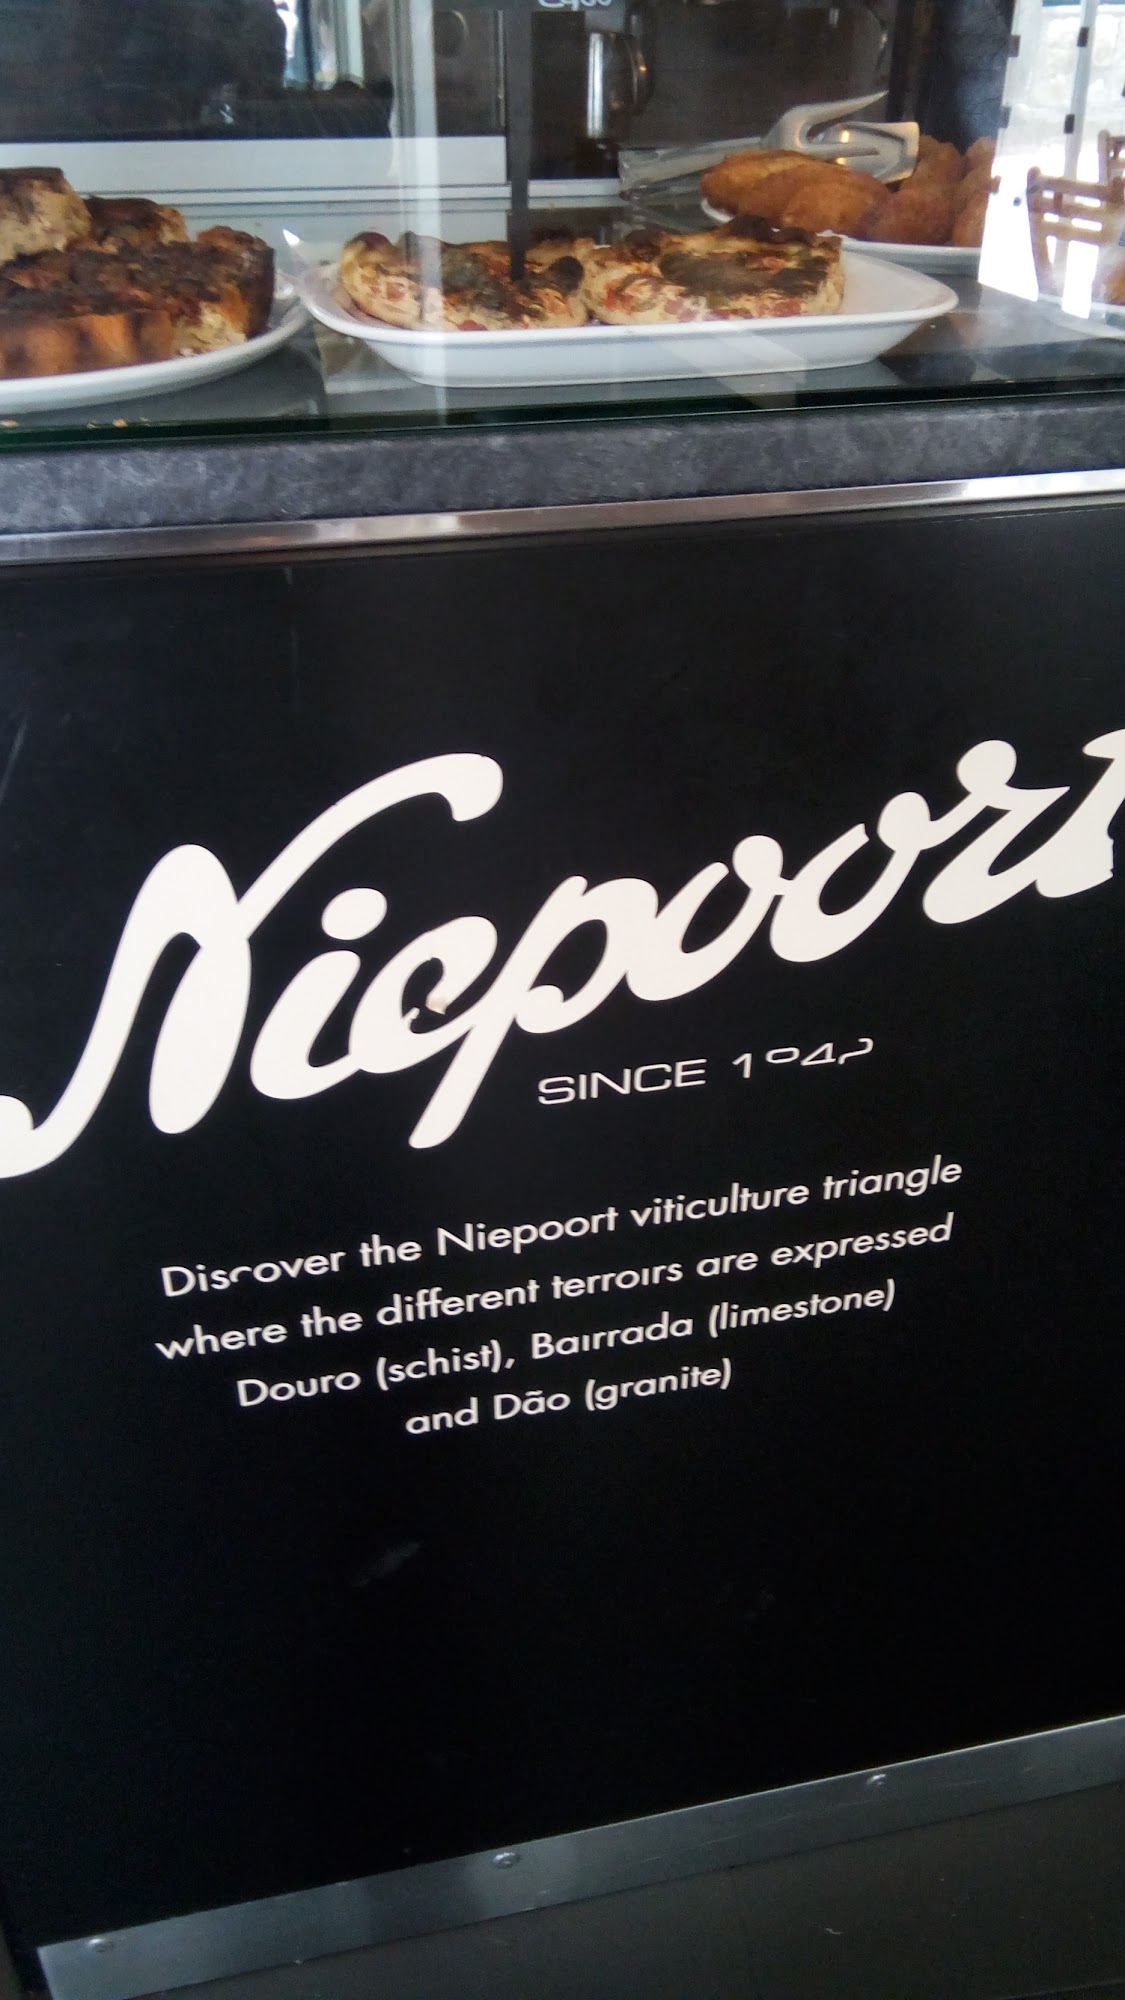 Niepoort
SINCE 1842
Discover the Niepoort viticulture triangle
where the different terroirs are expressed
Douro (schist), Bairrada (limestone)
and Dão (granite)